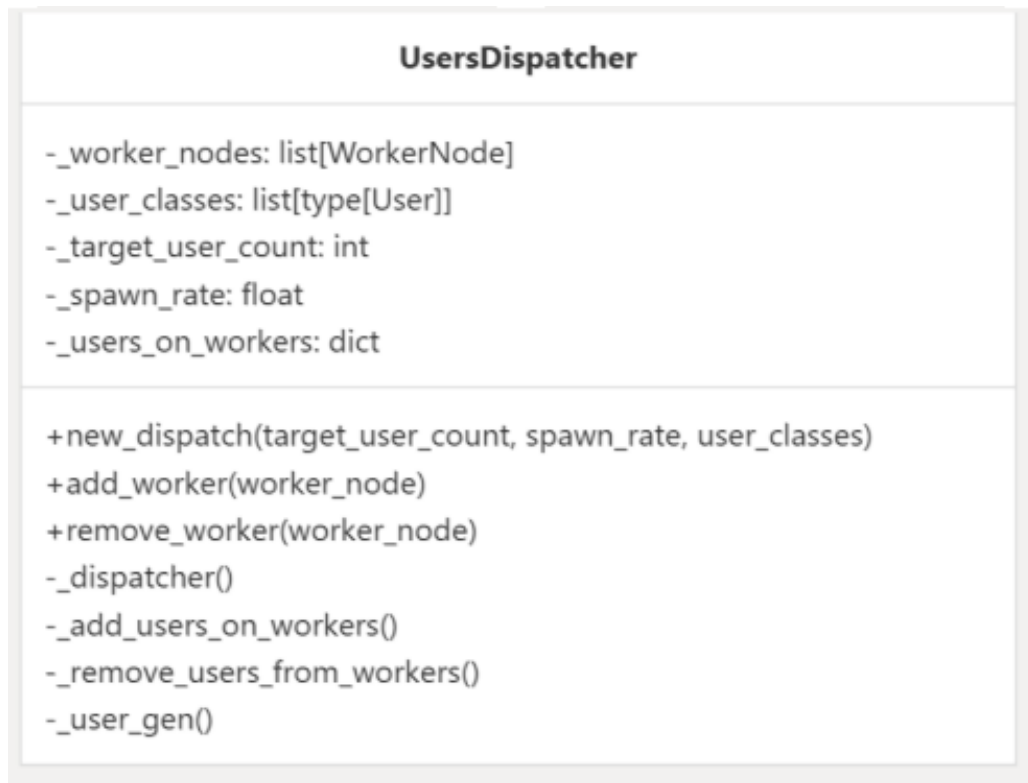 UsersDispatcher
-_worker_nodes: list[WorkerNode]
-_user_classes: list[type[User]]
-_target_user_count: int
-_spawn_rate: float
-_users_on_workers: dict
+new_dispatch(target_user_count, spawn_rate, user_classes)
+add_worker(worker_node)
+remove_worker(worker_node)
-_dispatcher()
-_add_users_on_workers()
-_remove_users_from_workers()
-_user_gen()